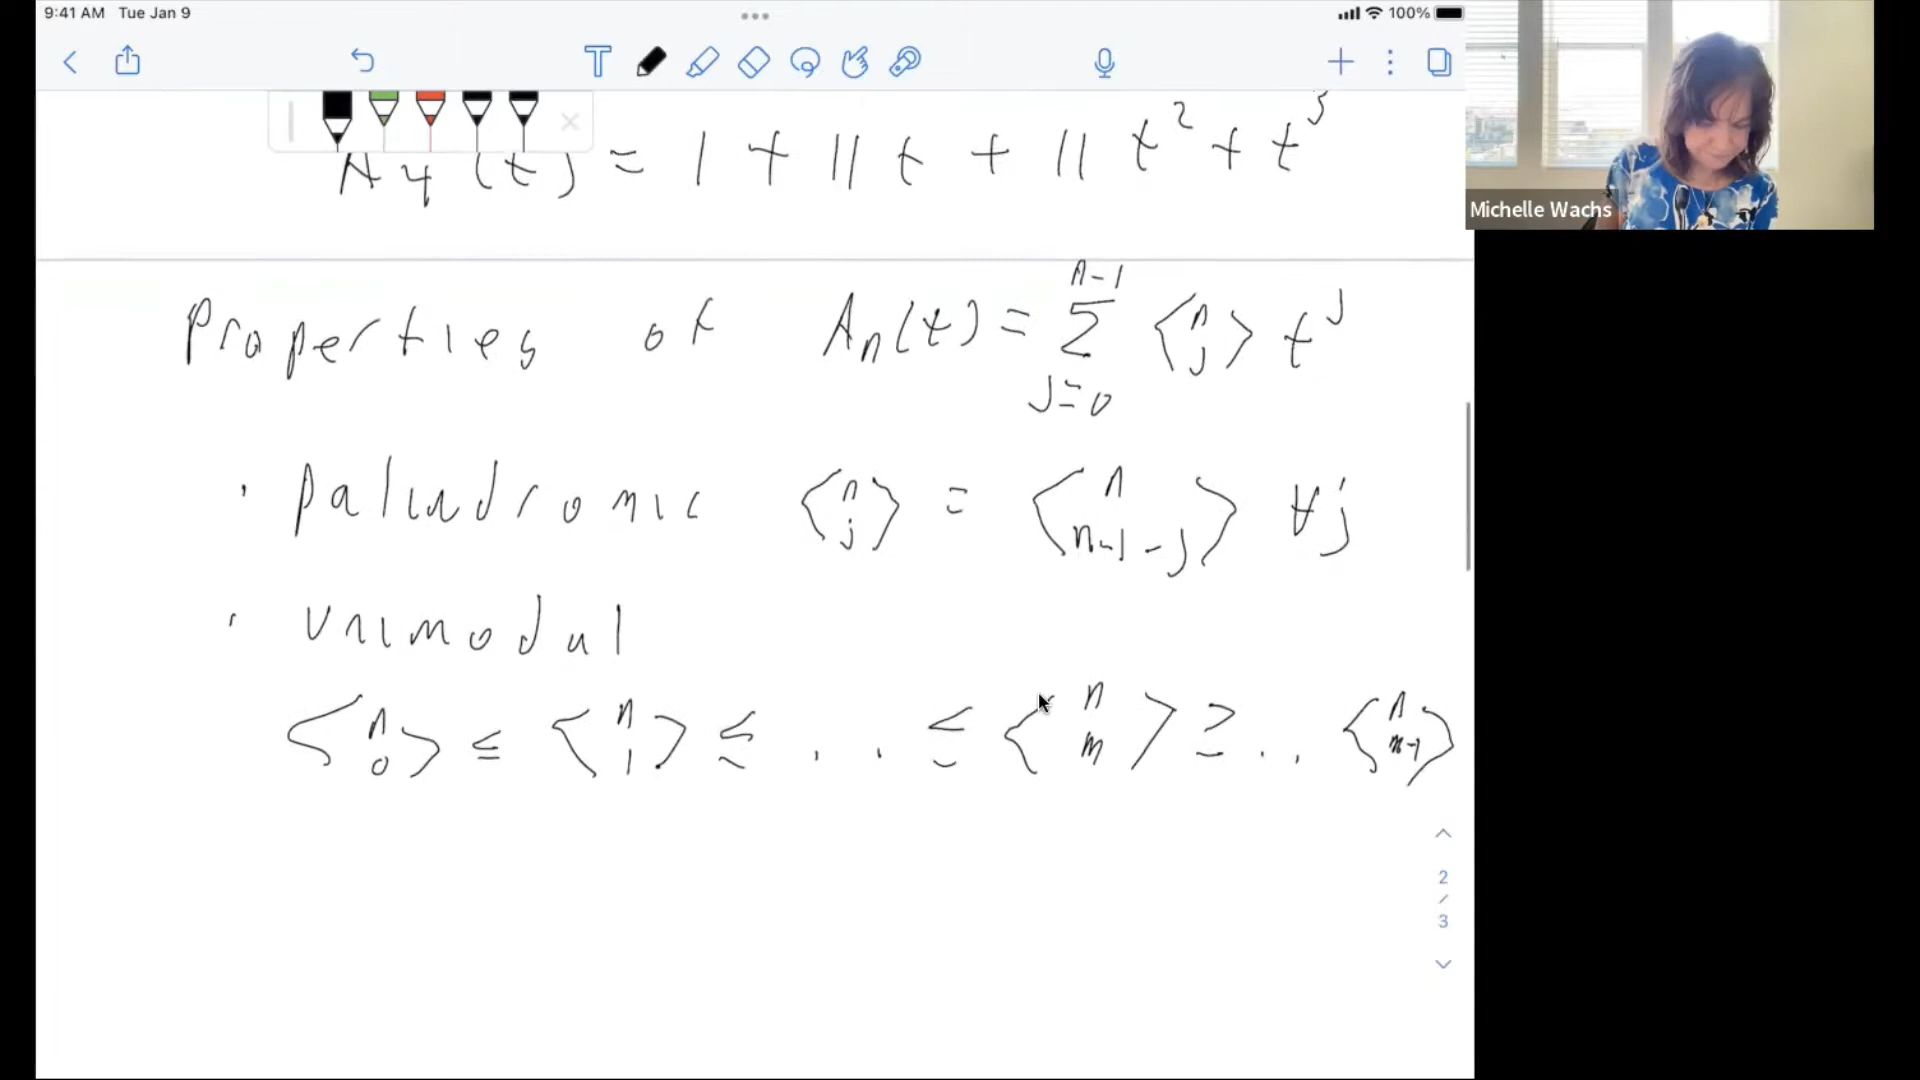 9:41 AM Tue Jan 9
100%
A₄(t) = 1 + 11t + 11t² + t³
Michelle Wachs
Properties of Aₙ(t) = ∑_{j=0}^{n-1} ⟨n j⟩ t^j
· palindromic ⟨n j⟩ = ⟨n n-1-j⟩ ∀j
· unimodal
⟨n 0⟩ ≤ ⟨n 1⟩ ≤ . . ≤ ⟨n m⟩ ≥ . . ⟨n n-1⟩
2
/
3